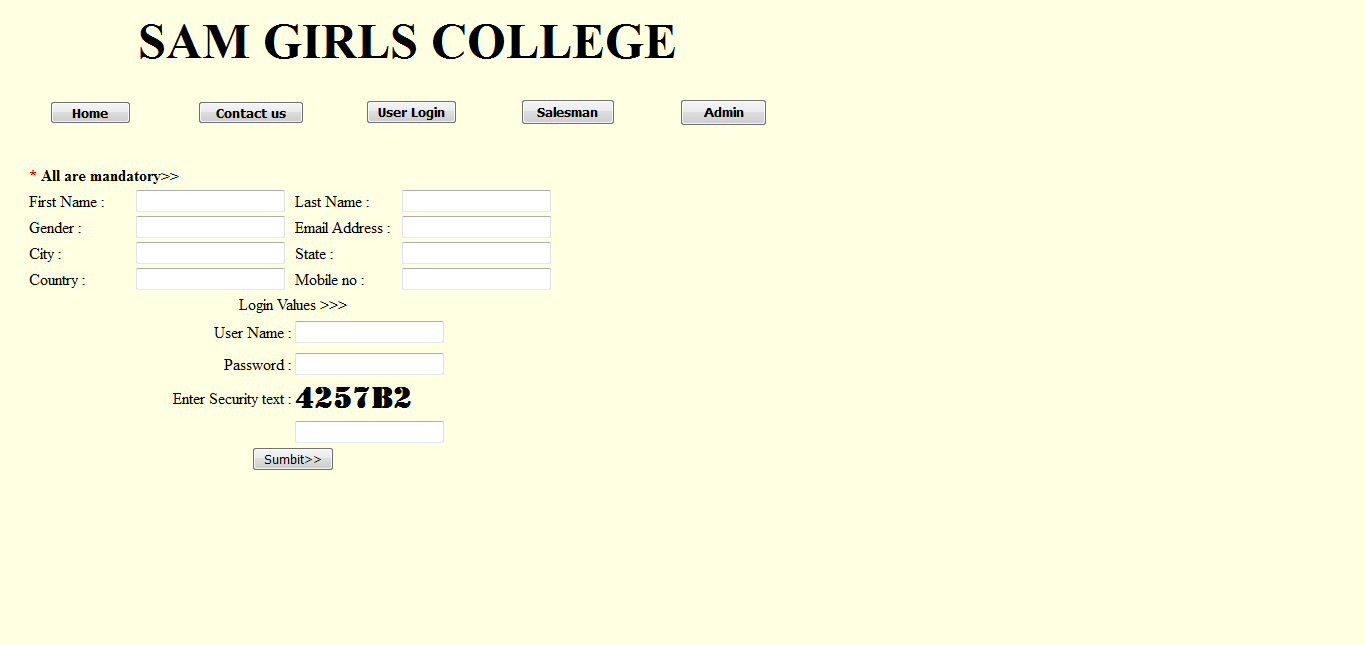 SAM GIRLS COLLEGE
Home Contact us User Login Salesman Admin
* All are mandatory>>
First Name : Last Name :
Gender : Email Address :
City : State :
Country : Mobile no :
Login Values >>>
User Name :
Password :
Enter Security text : 4257B2
Sumbit>>